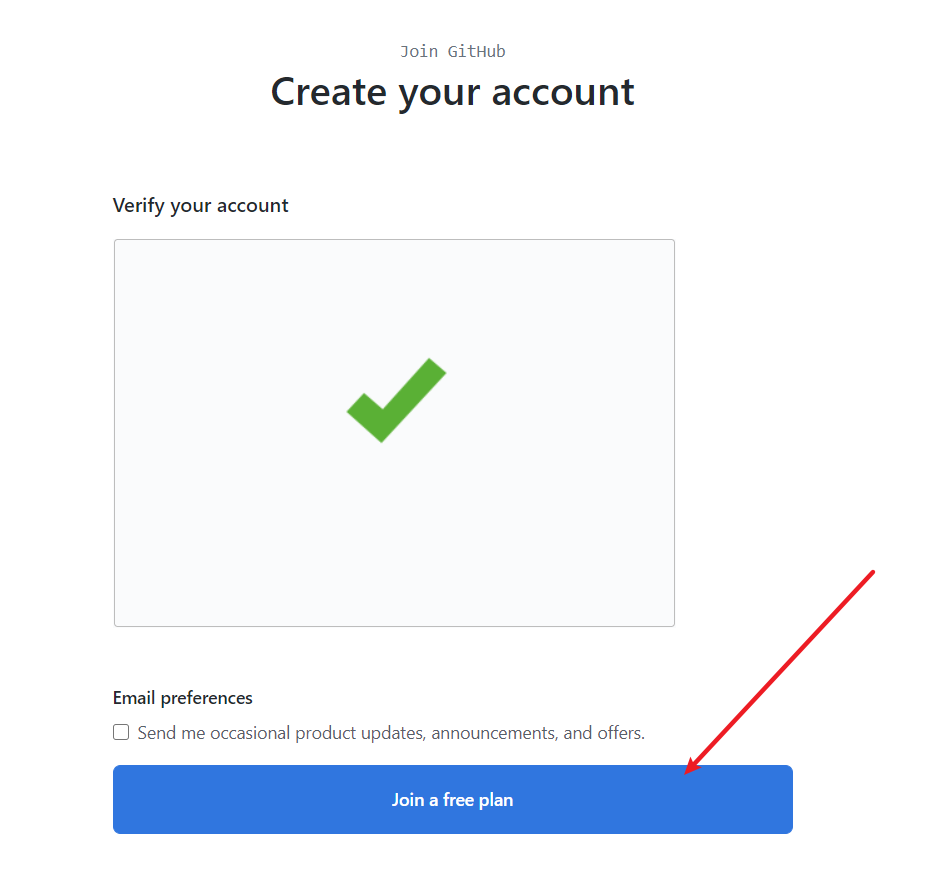 Join GitHub
Create your account
Verify your account
Email preferences
Send me occasional product updates, announcements, and offers.
Join a free plan